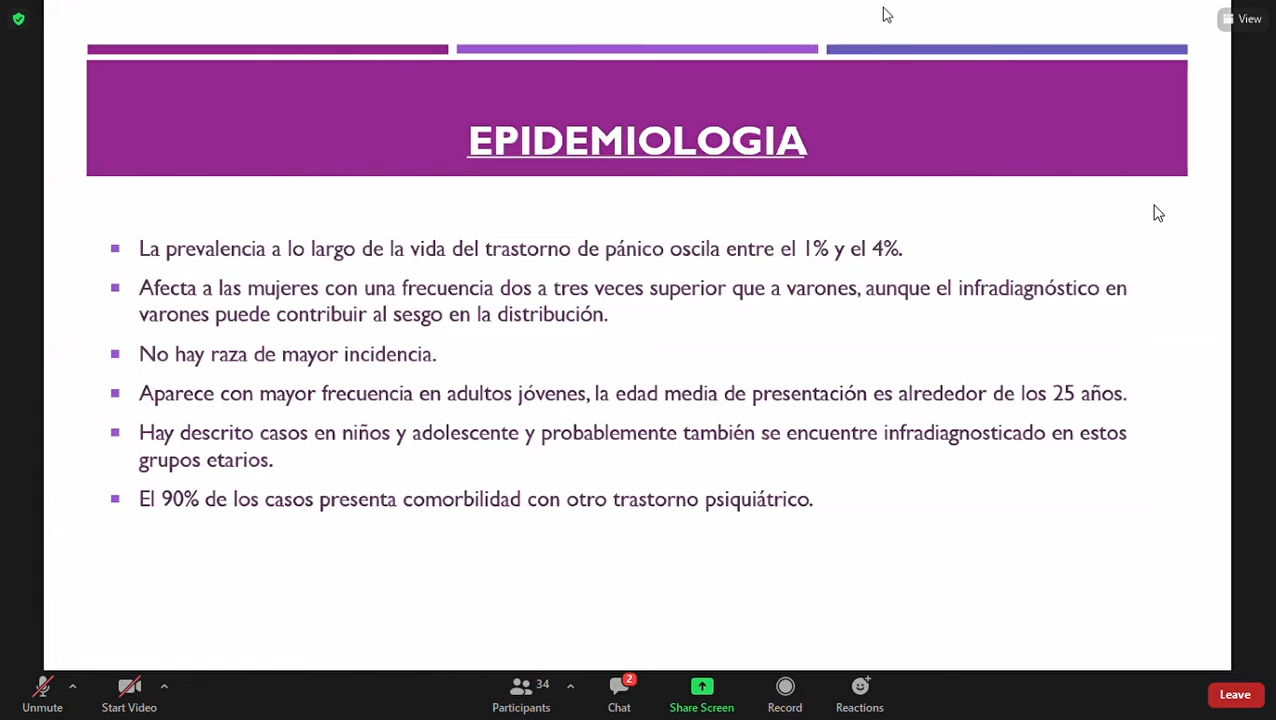 View
EPIDEMIOLOGIA
La prevalencia a lo largo de la vida del trastorno de pánico oscila entre el 1% y el 4%.
Afecta a las mujeres con una frecuencia dos a tres veces superior que a varones, aunque el infradiagnóstico en
varones puede contribuir al sesgo en la distribución.
No hay raza de mayor incidencia.
Aparece con mayor frecuencia en adultos jóvenes, la edad media de presentación es alrededor de los 25 años.
Hay descrito casos en niños y adolescente y probablemente también se encuentre infradiagnosticado en estos
grupos etarios.
El 90% de los casos presenta comorbilidad con otro trastorno psiquiátrico.
34
2
Unmute
Start Video
Participants
Chat
Share Screen
Record
Reactions
Leave